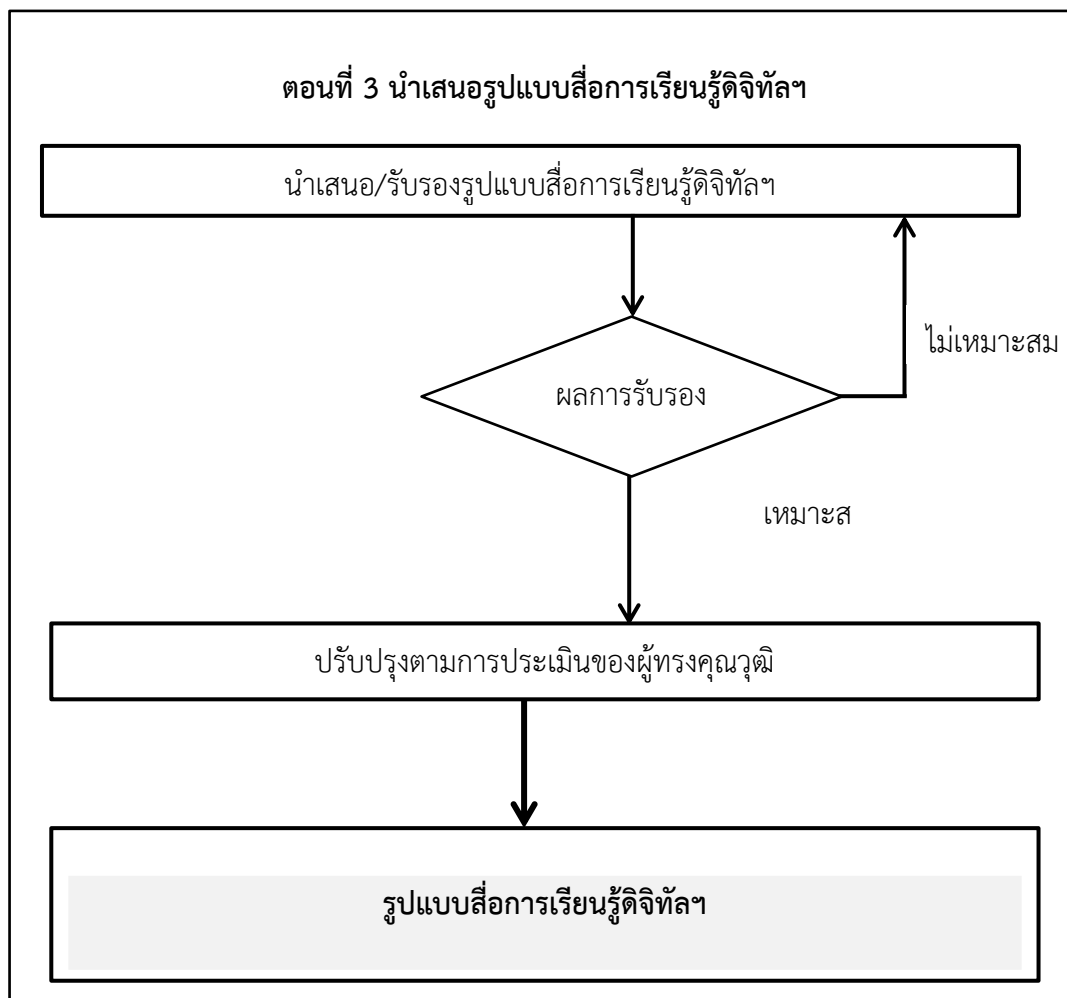 ตอนที่ 3 นำเสนอรูปแบบสื่อการเรียนรู้ดิจิทัลฯ
นำเสนอ/รับรองรูปแบบสื่อการเรียนรู้ดิจิทัลฯ
ไม่เหมาะสม
ผลการรับรอง
เหมาะส
ปรับปรุงตามการประเมินของผู้ทรงคุณวุฒิ
รูปแบบสื่อการเรียนรู้ดิจิทัลฯ